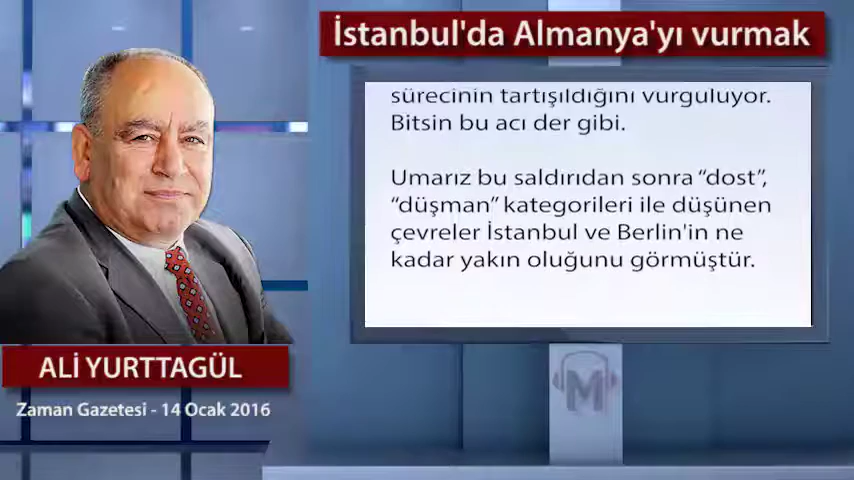 İstanbul'da Almanya'yı vurmak
sürecinin tartışıldığını vurguluyor.
Bitsin bu acı der gibi.
Umarız bu saldırıdan sonra “dost”,
“düşman” kategorileri ile düşünen
çevreler İstanbul ve Berlin'in ne
kadar yakın oluğunu görmüştür.
ALİ YURTTAGÜL
Zaman Gazetesi - 14 Ocak 2016
M